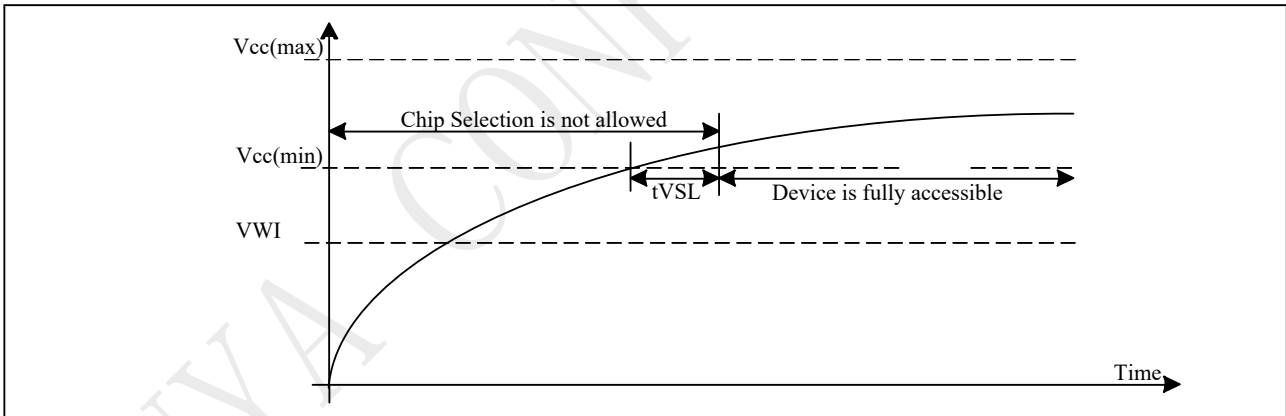 Vcc(max)
Chip Selection is not allowed
Vcc(min)
tVSL
Device is fully accessible
VWI
Time